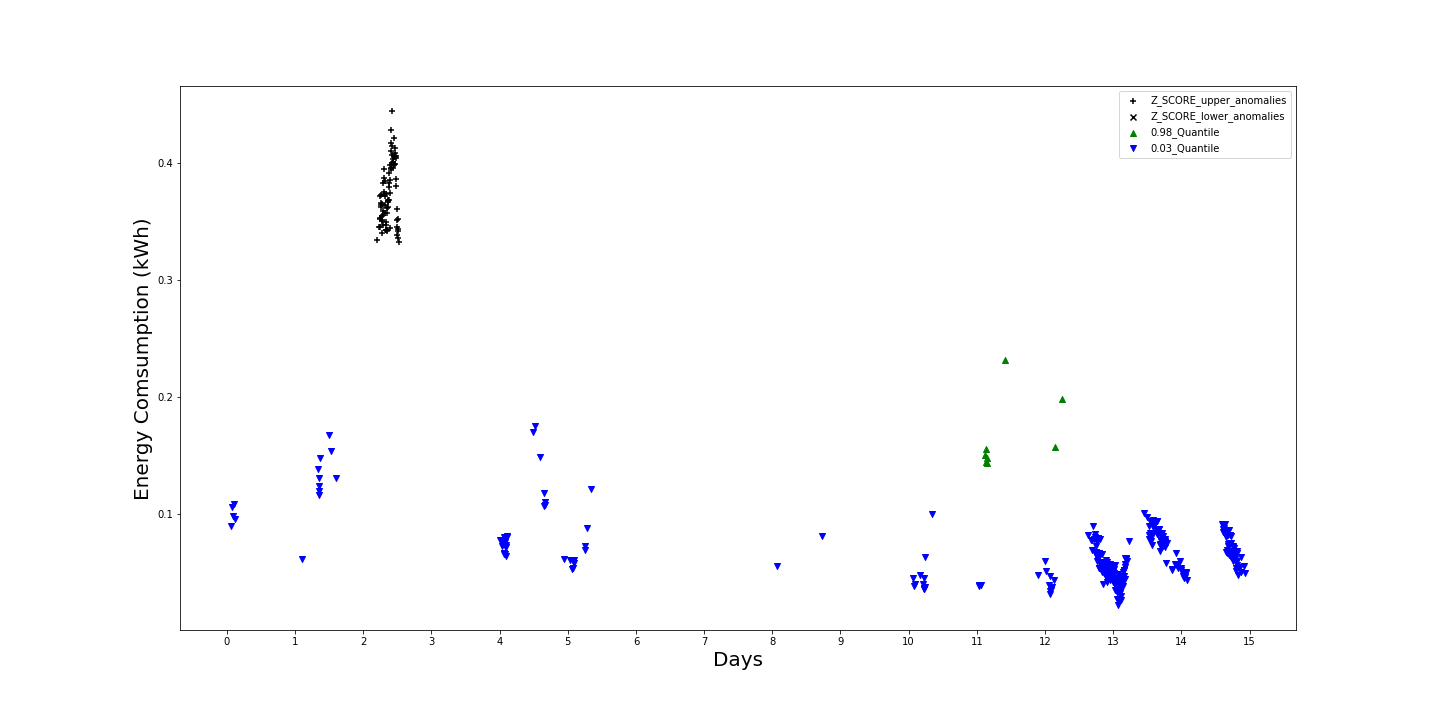 Z_SCORE_upper_anomalies
Z_SCORE_lower_anomalies
0.98_Quantile
0.03_Quantile
0.4
0.3
0.2
0.1
Energy Comsumption (kWh)
0 1 2 3 4 5 6 7 8 9 10 11 12 13 14 15
Days